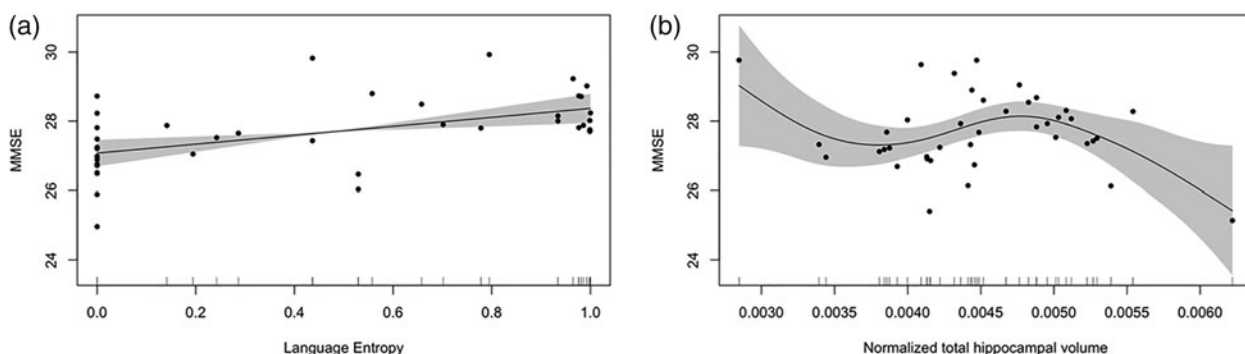 (a)
MMSE
30
28
26
24
0.0 0.2 0.4 0.6 0.8 1.0
Language Entropy
(b)
MMSE
30
28
26
24
0.0030 0.0035 0.0040 0.0045 0.0050 0.0055 0.0060
Normalized total hippocampal volume